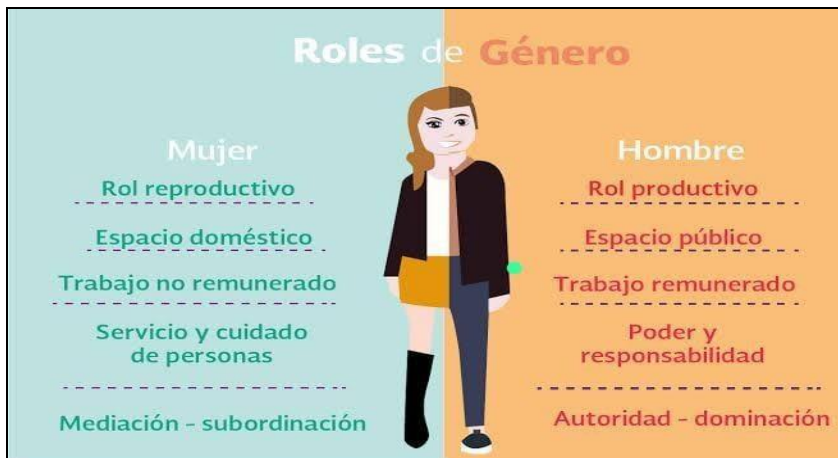 Roles de Género
Mujer
Rol reproductivo
Espacio doméstico
Trabajo no remunerado
Servicio y cuidado
de personas
Mediación - subordinación
Hombre
Rol productivo
Espacio público
Trabajo remunerado
Poder y
responsabilidad
Autoridad - dominación